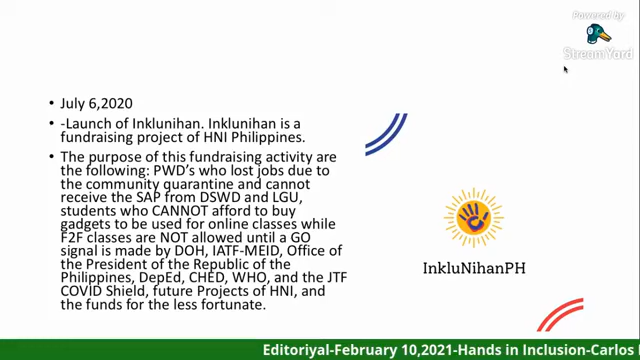 Powered by
StreamYard
• July 6,2020
• -Launch of Inklunihan. Inklunihan is a
fundraising project of HNI Philippines.
• The purpose of this fundraising activity are
the following: PWD's who lost jobs due to
the community quarantine and cannot
receive the SAP from DSWD and LGU,
students who CANNOT afford to buy
gadgets to be used for online classes while
F2F classes are NOT allowed until a GO
signal is made by DOH, IATF-MEID, Office of
the President of the Republic of the
Philippines, DepEd, CHED, WHO, and the JTF
COVID Shield, future Projects of HNI, and
the funds for the less fortunate.
InkluNihanPH
Editoriyal-February 10,2021-Hands in Inclusion-Carlos